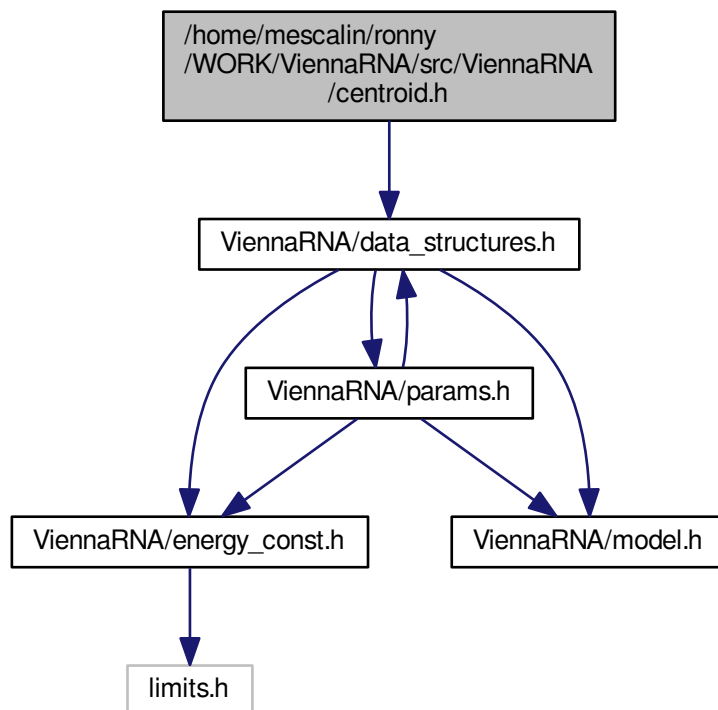 /home/mescalin/ronny
/WORK/ViennaRNA/src/ViennaRNA
/centroid.h
ViennaRNA/data_structures.h
ViennaRNA/params.h
ViennaRNA/energy_const.h
ViennaRNA/model.h
limits.h